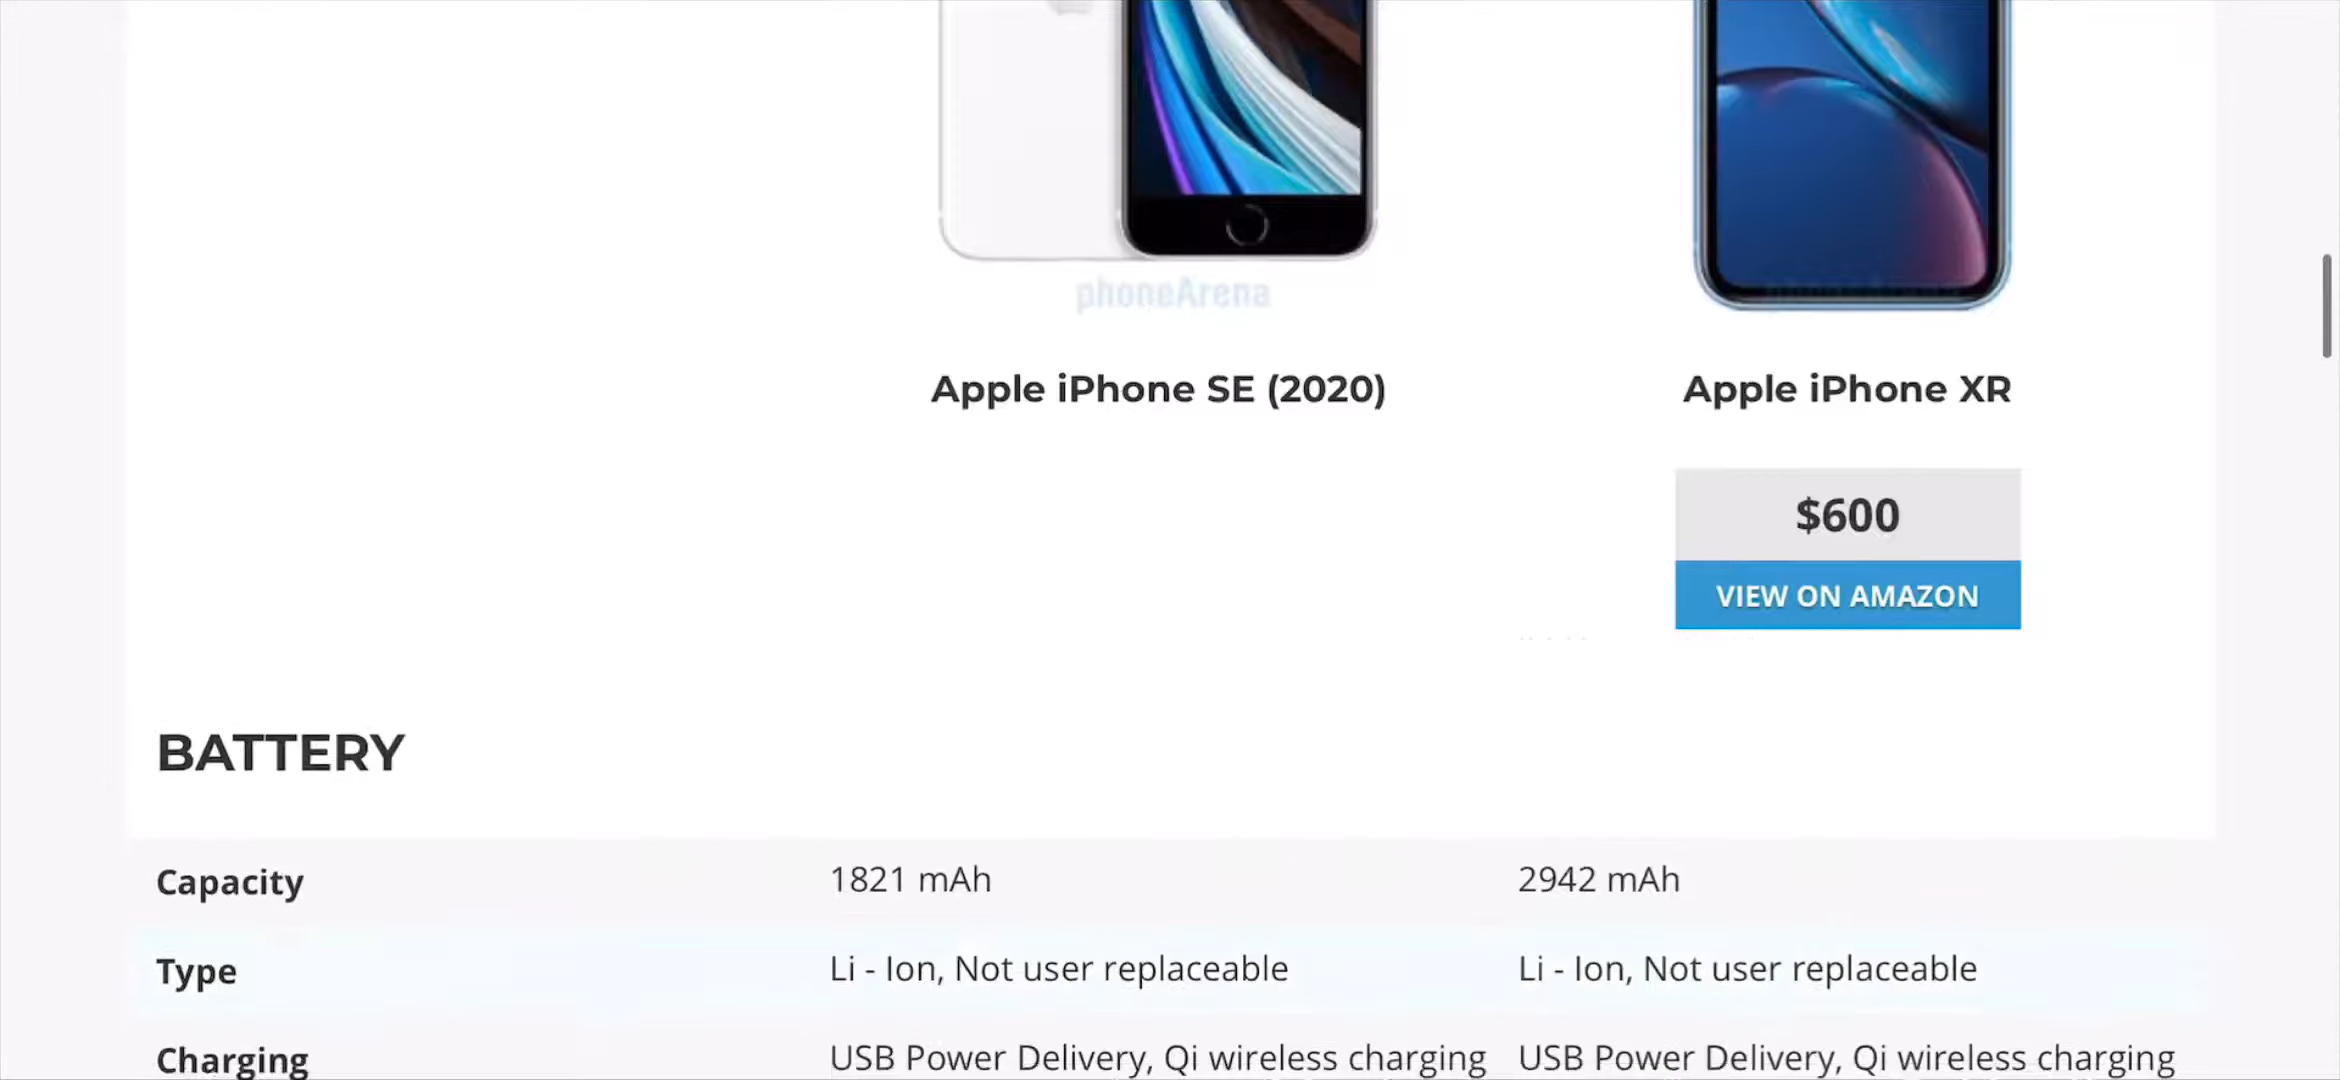 phoneArena
Apple iPhone SE (2020)
Apple iPhone XR
$600
VIEW ON AMAZON
BATTERY
Capacity 1821 mAh 2942 mAh
Type Li - Ion, Not user replaceable Li - Ion, Not user replaceable
Charging USB Power Delivery, Qi wireless charging USB Power Delivery, Qi wireless charging